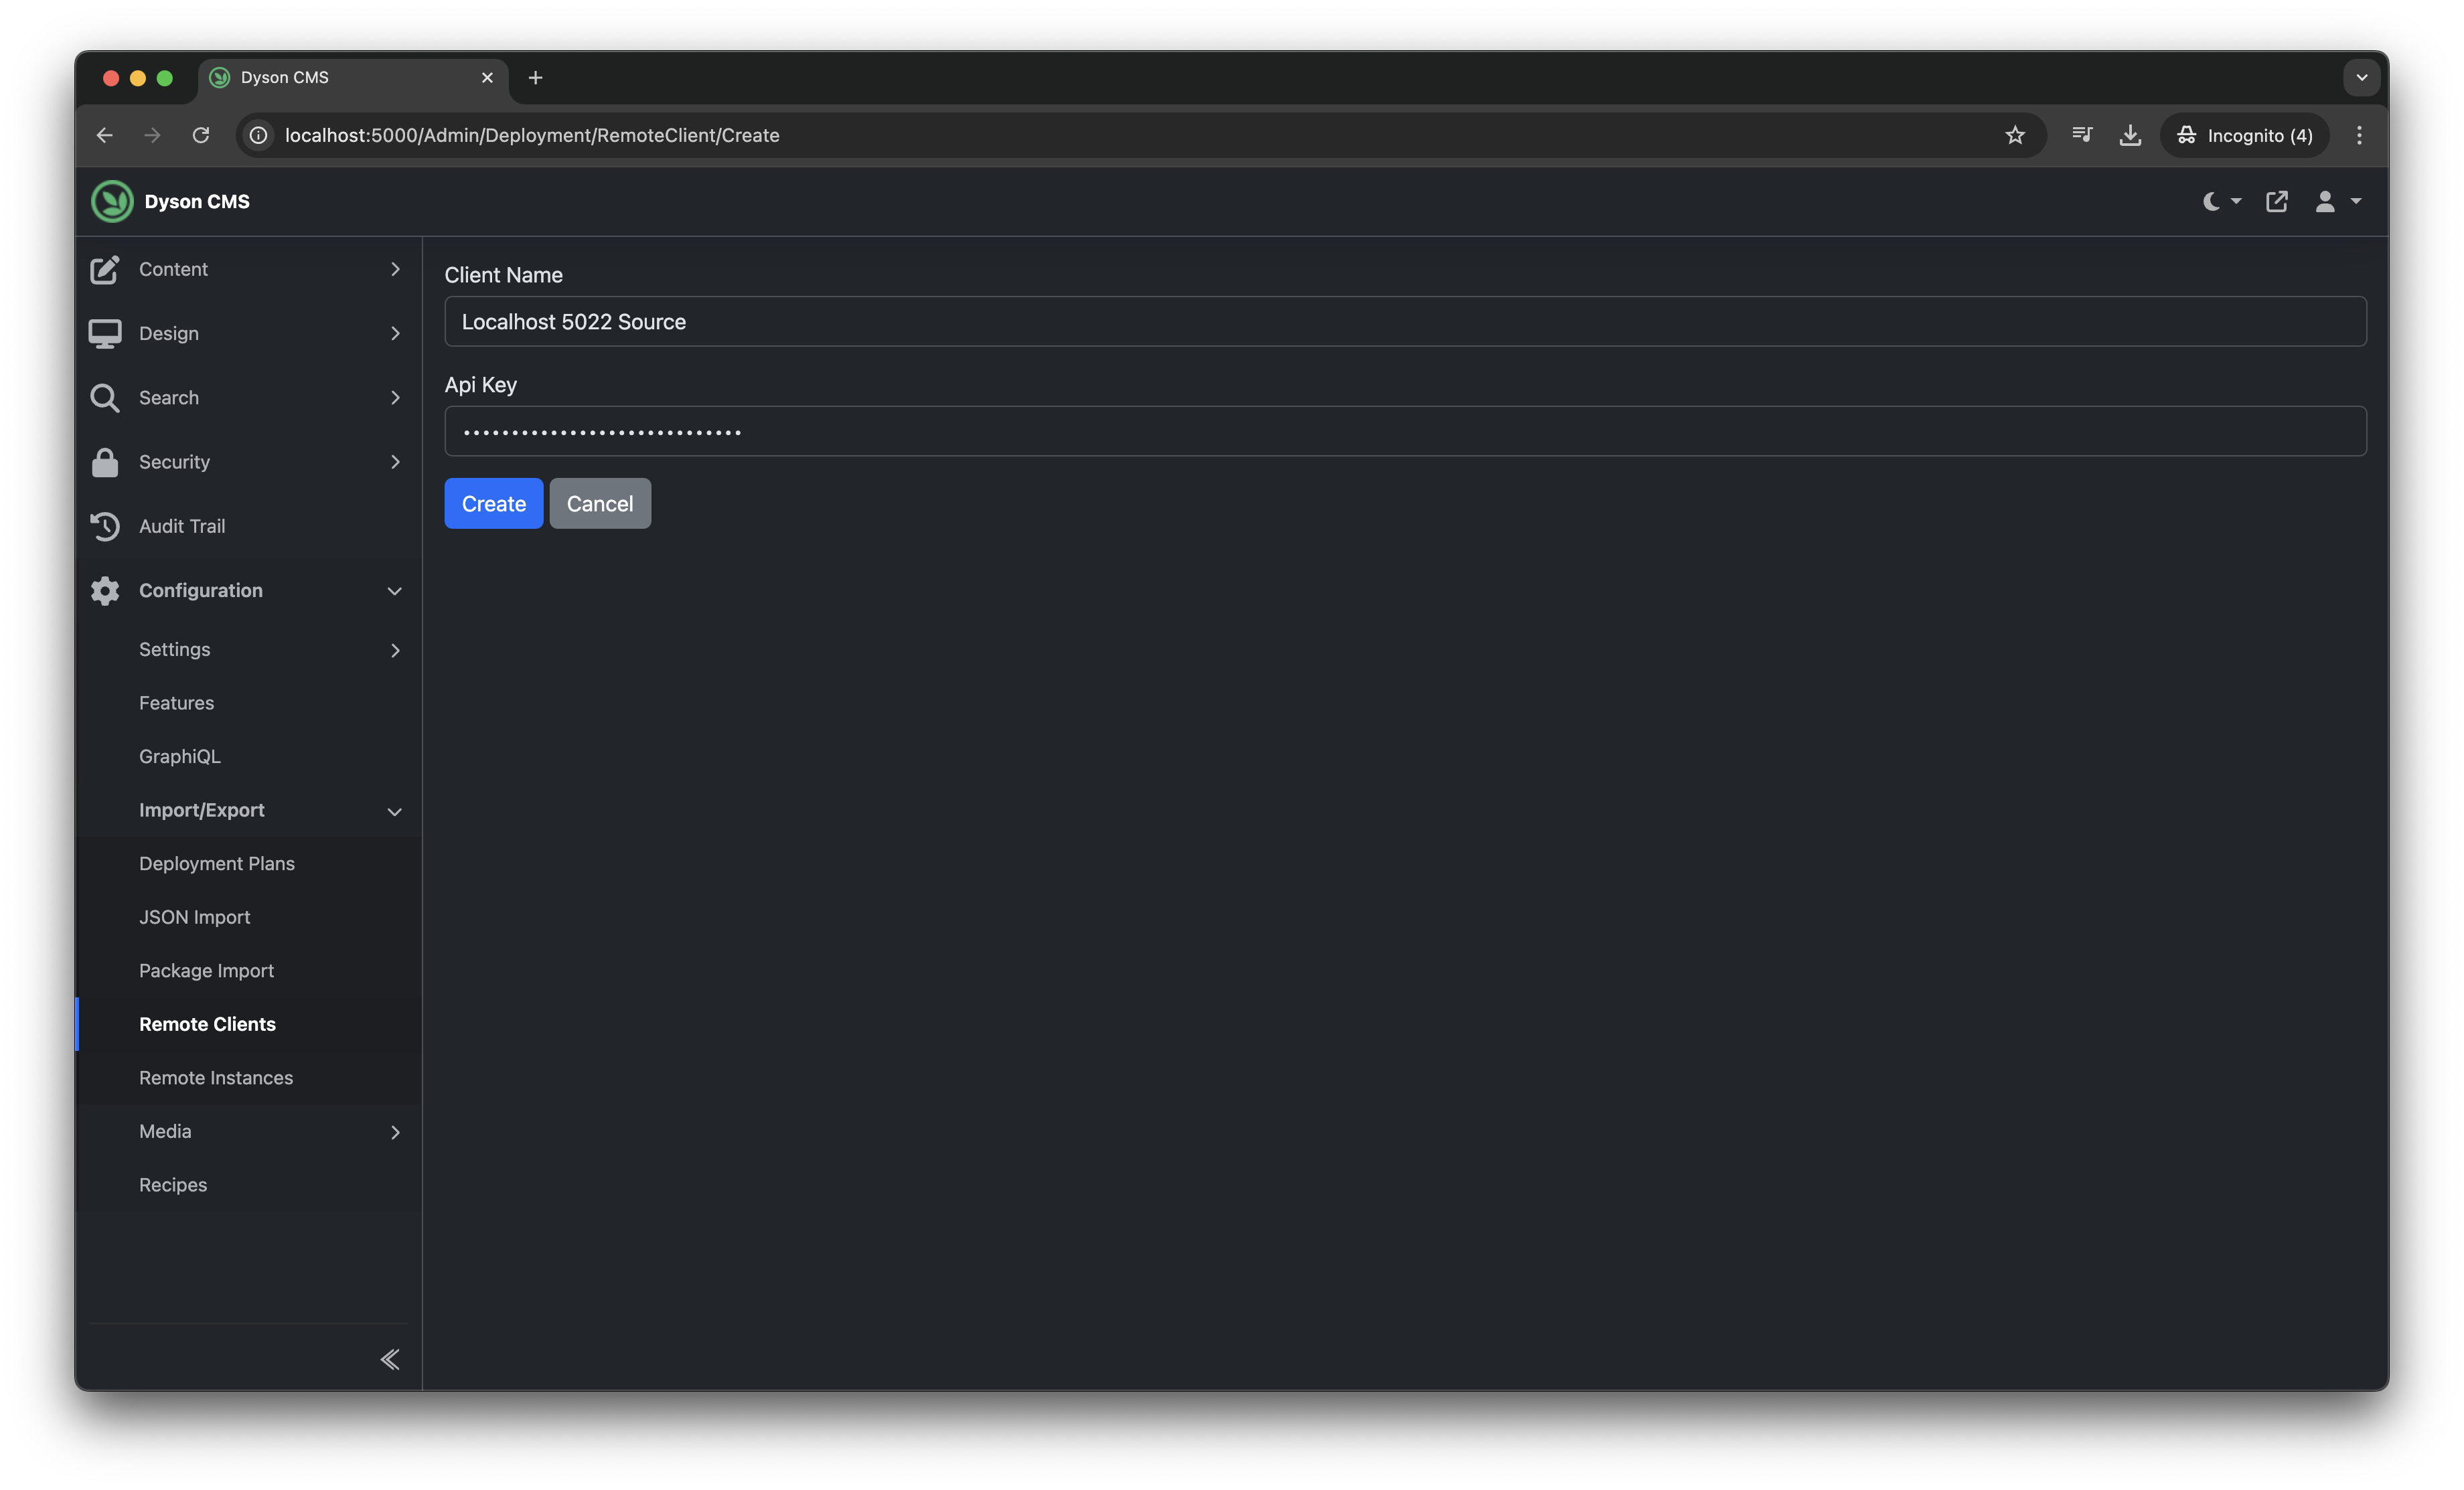 Dyson CMS
localhost:5000/Admin/Deployment/RemoteClient/Create
Incognito (4)
Dyson CMS
Content
Design
Search
Security
Audit Trail
Configuration
Settings
Features
GraphiQL
Import/Export
Deployment Plans
JSON Import
Package Import
Remote Clients
Remote Instances
Media
Recipes
Client Name
Localhost 5022 Source
Api Key
•••••••••••••••••••••••••••••
Create Cancel